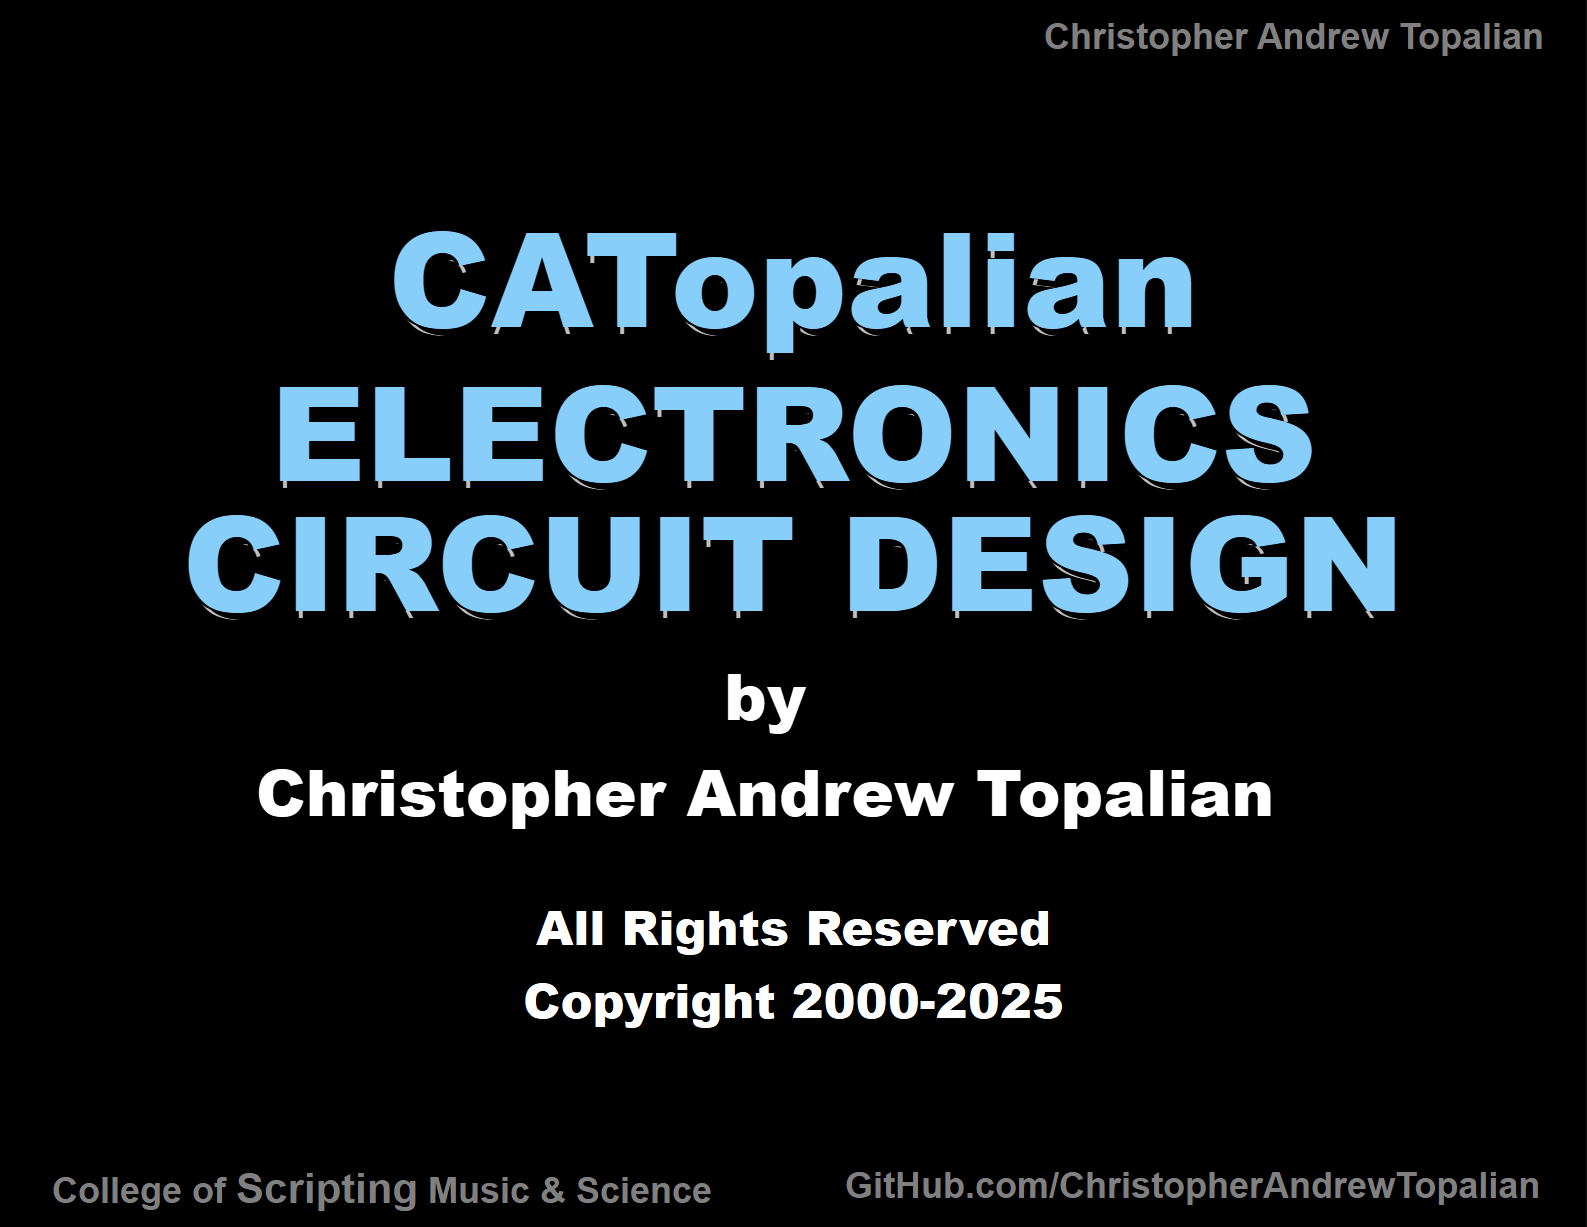 Christopher Andrew Topalian
CATopalian
ELECTRONICS
CIRCUIT DESIGN
by
Christopher Andrew Topalian
All Rights Reserved
Copyright 2000-2025
College of Scripting Music & Science
GitHub.com/ChristopherAndrewTopalian